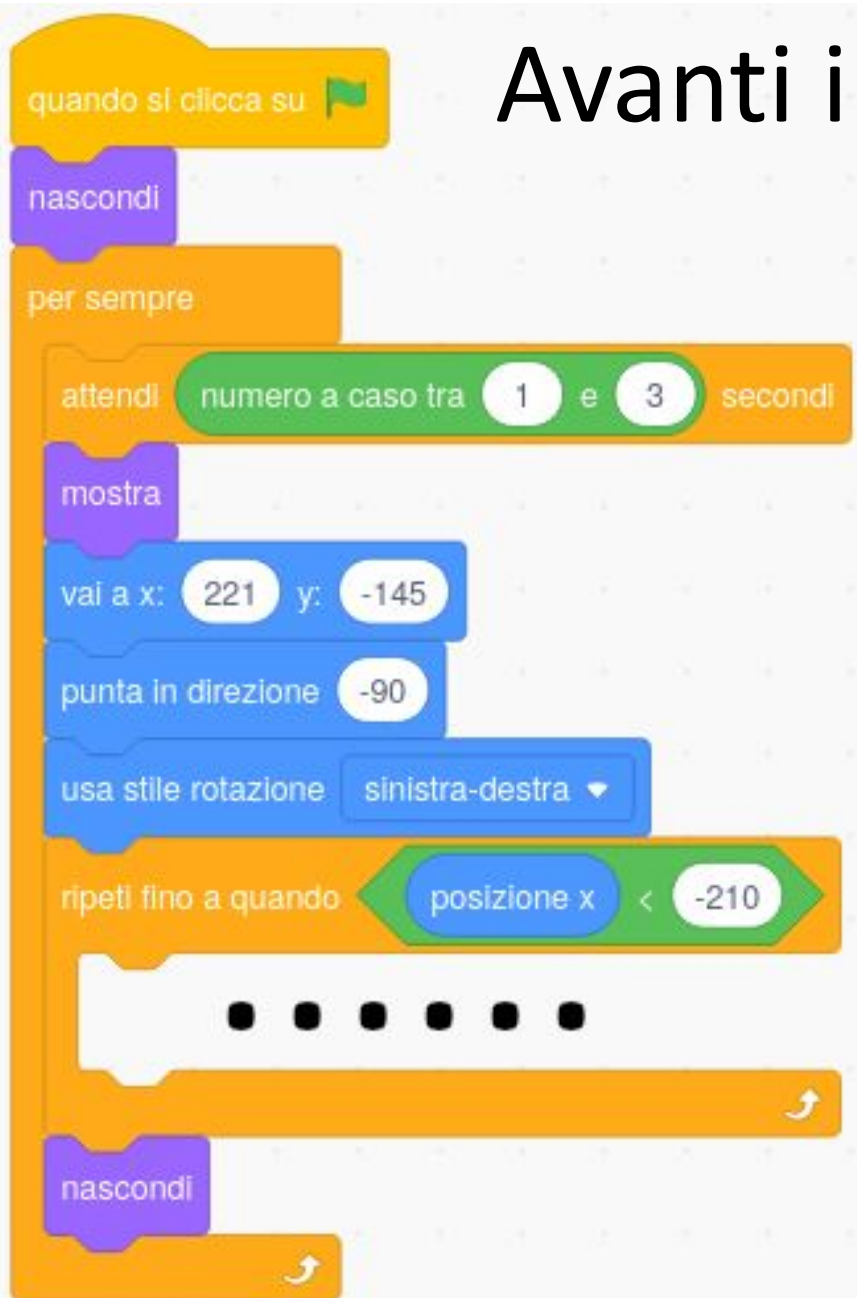 Avanti i
quando si clicca su
nascondi
per sempre
attendi numero a caso tra 1 e 3 secondi
mostra
vai a x: 221 y: -145
punta in direzione -90
usa stile rotazione sinistra-destra
ripeti fino a quando posizione x < -210
......
nascondi